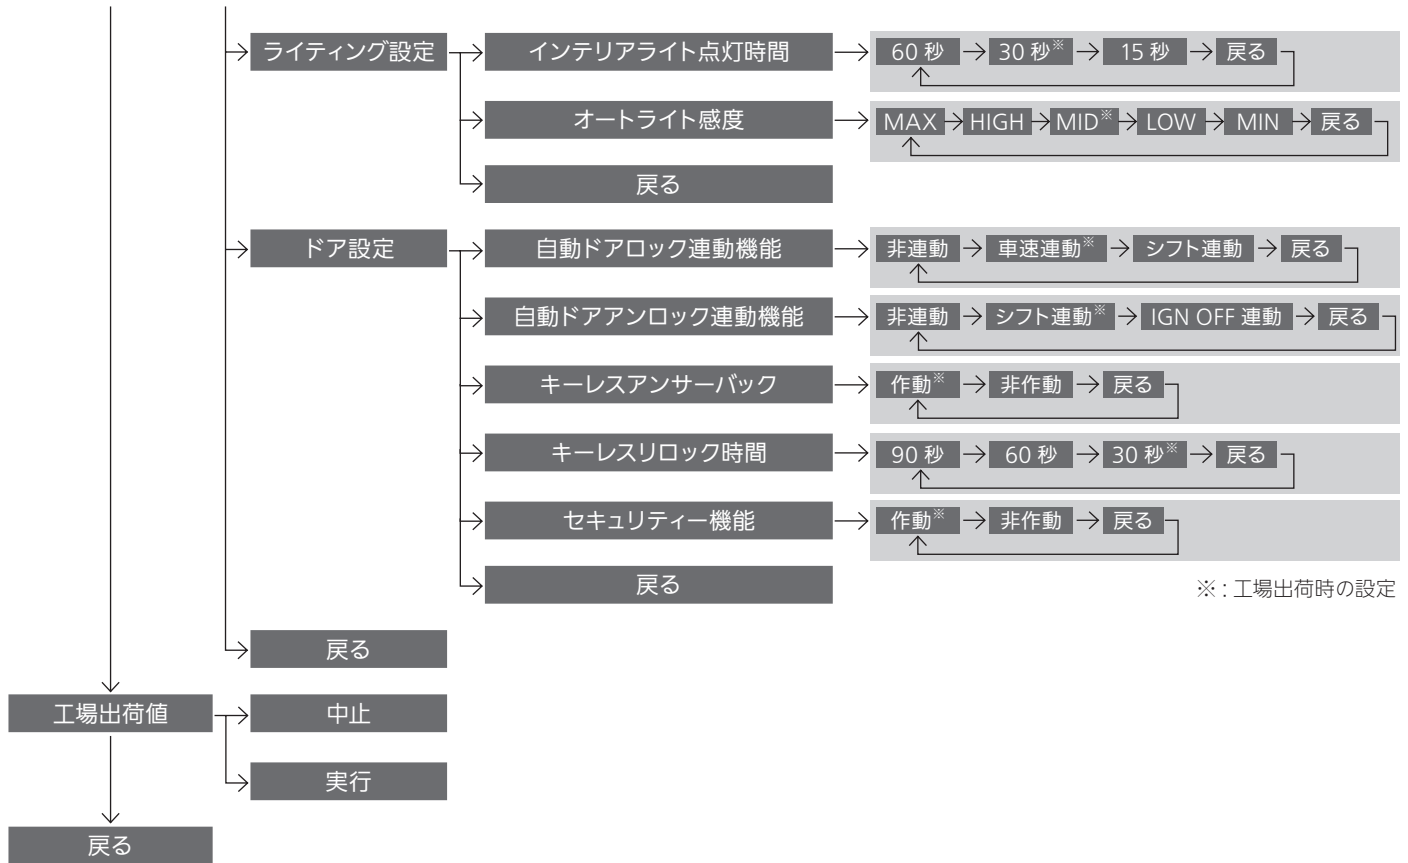 ライティング設定
インテリアライト点灯時間
60 秒 30 秒※ 15 秒 戻る
オートライト感度
MAX HIGH MID※ LOW MIN 戻る
戻る
ドア設定
自動ドアロック連動機能
非連動 車速連動※ シフト連動 戻る
自動ドアアンロック連動機能
非連動 シフト連動※ IGN OFF 連動 戻る
キーレスアンサーバック
作動※ 非作動 戻る
キーレスリロック時間
90 秒 60 秒 30 秒※ 戻る
セキュリティー機能
作動※ 非作動 戻る
戻る
※ : 工場出荷時の設定
戻る
工場出荷値
中止
実行
戻る